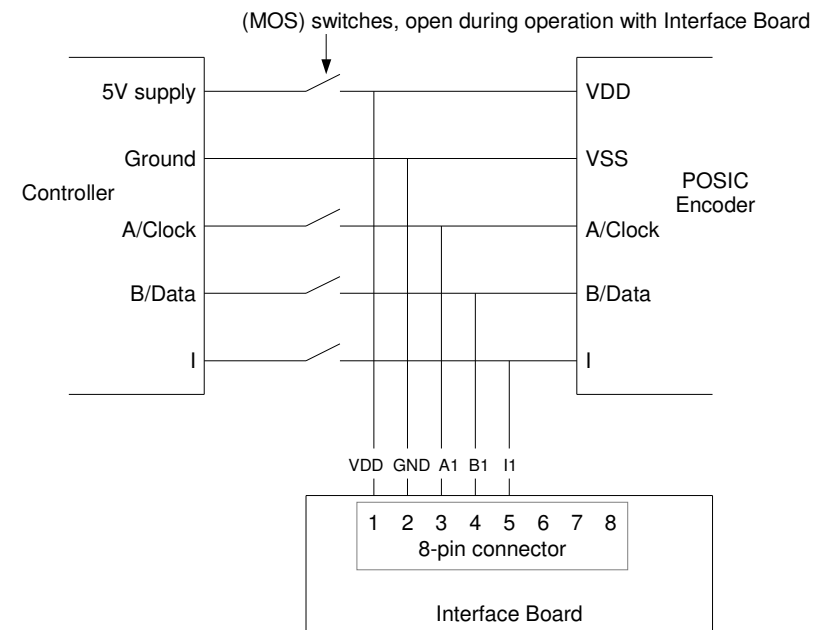 (MOS) switches, open during operation with Interface Board
5V supply
VDD
Ground
VSS
Controller
POSIC
Encoder
A/Clock
A/Clock
B/Data
B/Data
I
I
VDD GND A1 B1 I1
1 2 3 4 5 6 7 8
8-pin connector
Interface Board